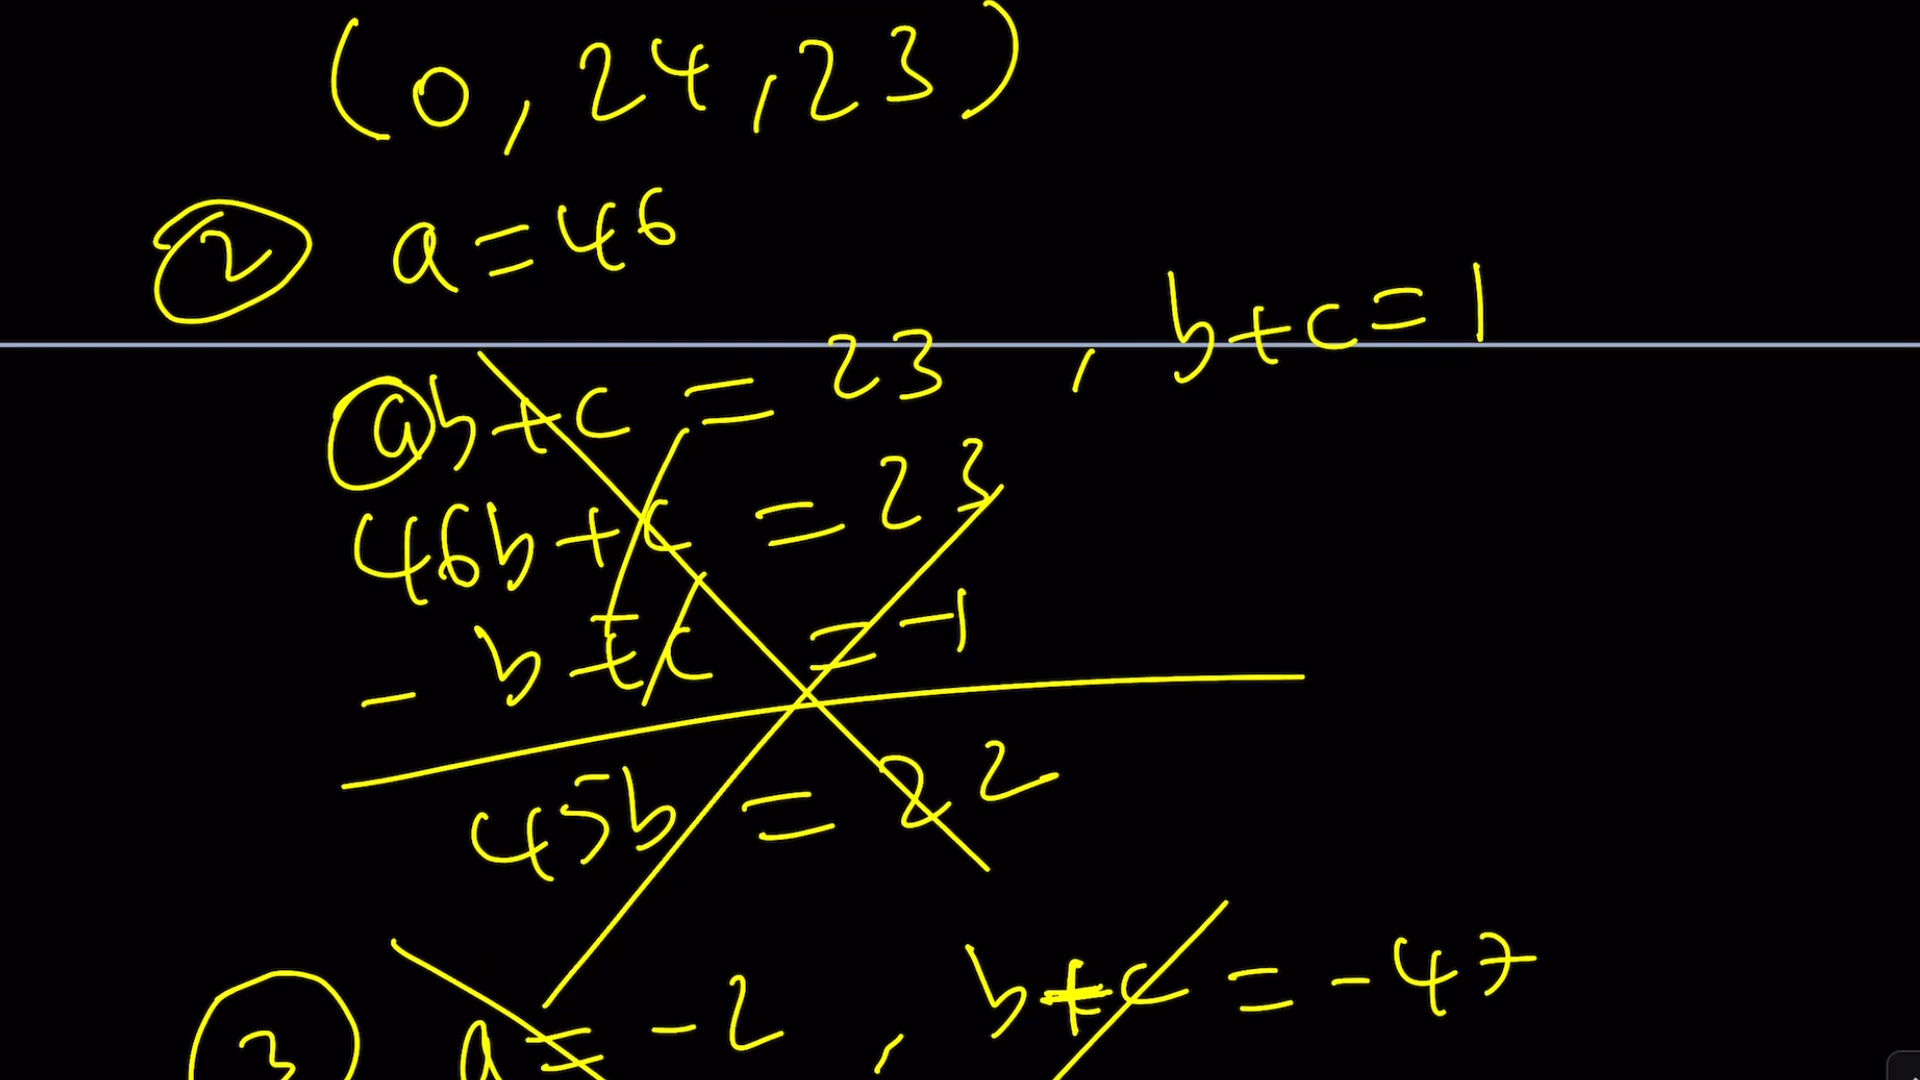 (0, 24, 23)
② a = 46
ab + c = 23 , b + c = 1
46b + c = 23
- b + c = -1
45b = 22
③ a = -2 , b + c = -47